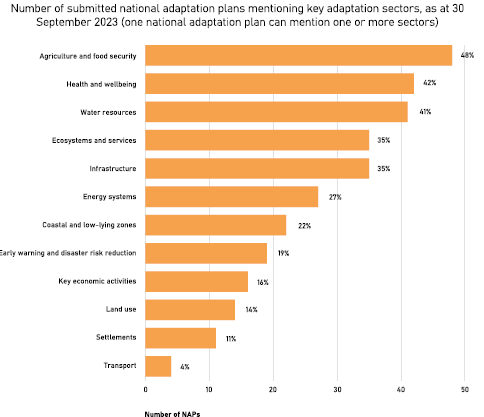 Number of submitted national adaptation plans mentioning key adaptation sectors, as at 30
September 2023 (one national adaptation plan can mention one or more sectors)
Agriculture and food security 48%
Health and wellbeing 42%
Water resources 41%
Ecosystems and services 35%
Infrastructure 35%
Energy systems 27%
Coastal and low-lying zones 22%
Early warning and disaster risk reduction 19%
Key economic activities 16%
Land use 14%
Settlements 11%
Transport 4%
0 10 20 30 40 50
Number of NAPs